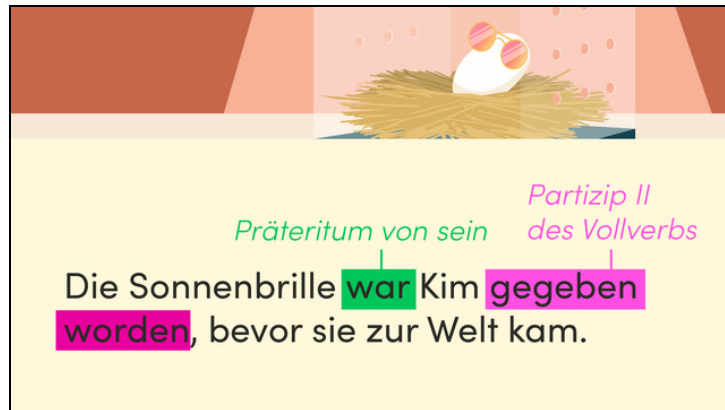 Partizip II
des Vollverbs
Präteritum von sein
Die Sonnenbrille war Kim gegeben
worden, bevor sie zur Welt kam.